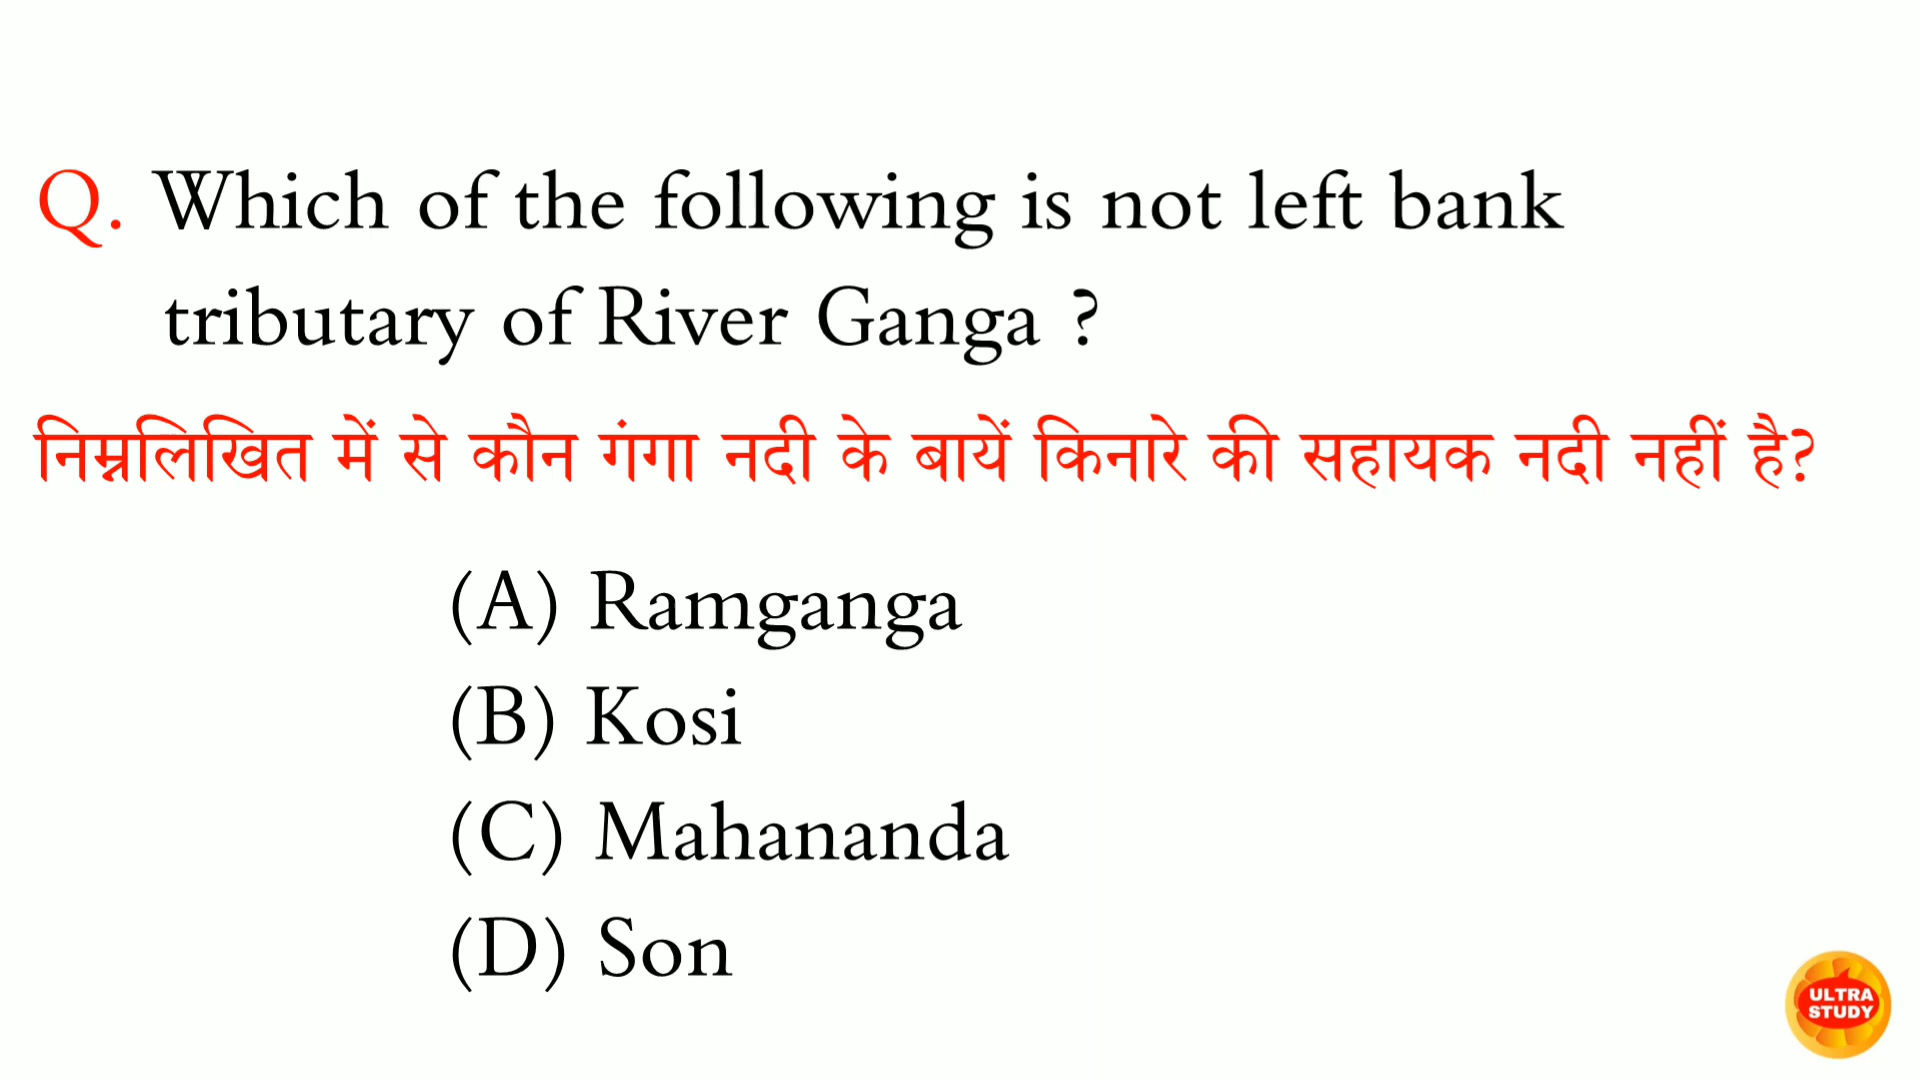 Q. Which of the following is not left bank
tributary of River Ganga ?
निम्नलिखित में से कौन गंगा नदी के बायें किनारे की सहायक नदी नहीं है?
(A) Ramganga
(B) Kosi
(C) Mahananda
(D) Son
ULTRA
STUDY